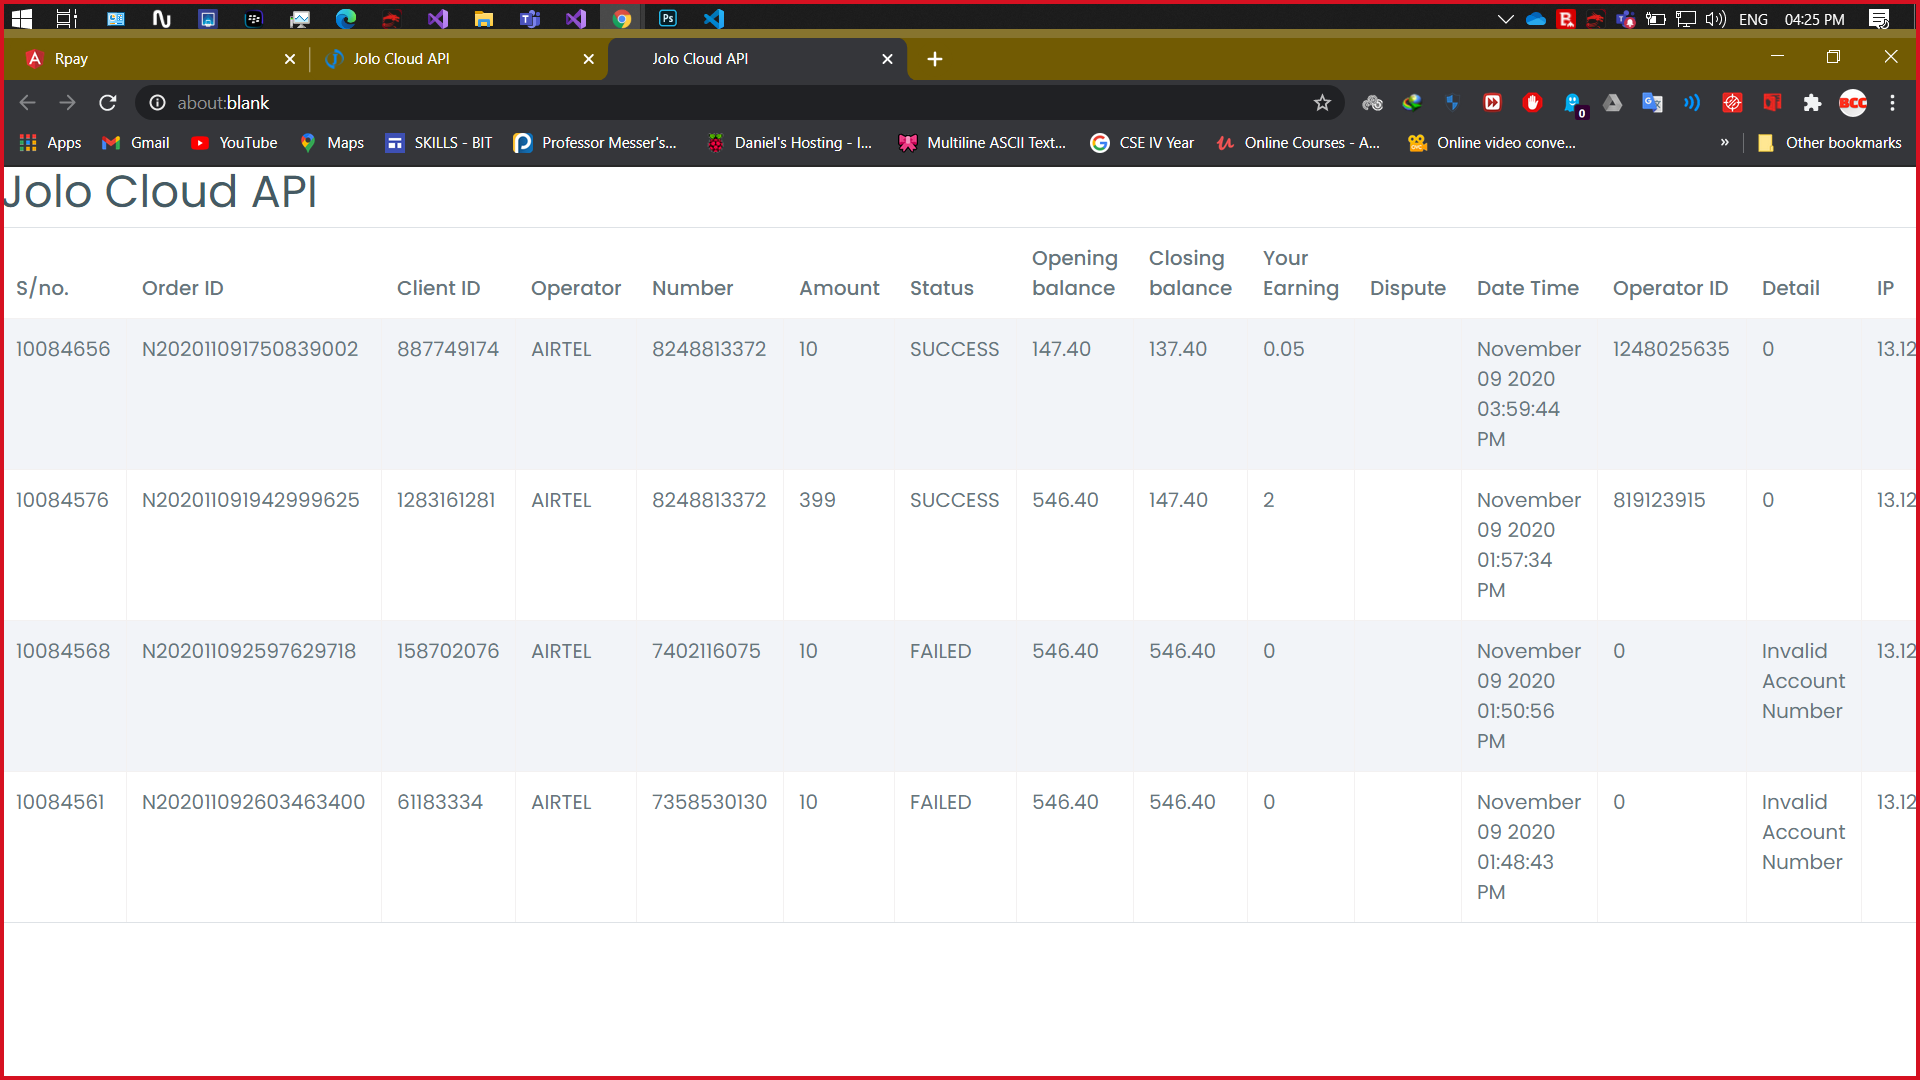 ENG 04:25 PM
Rpay Jolo Cloud API Jolo Cloud API
about:blank
0
BCC
Apps Gmail YouTube Maps SKILLS - BIT Professor Messer's... Daniel's Hosting - I... Multiline ASCII Text... CSE IV Year Online Courses - A... Online video conve... » Other bookmarks
Jolo Cloud API
S/no. Order ID Client ID Operator Number Amount Status Opening balance Closing balance Your Earning Dispute Date Time Operator ID Detail IP
10084656 N202011091750839002 887749174 AIRTEL 8248813372 10 SUCCESS 147.40 137.40 0.05 November 1248025635 0 13.12
09 2020
03:59:44
PM
10084576 N202011091942999625 1283161281 AIRTEL 8248813372 399 SUCCESS 546.40 147.40 2 November 819123915 0 13.12
09 2020
01:57:34
PM
10084568 N202011092597629718 158702076 AIRTEL 7402116075 10 FAILED 546.40 546.40 0 November 0 Invalid 13.12
09 2020 Account
01:50:56 Number
PM
10084561 N202011092603463400 61183334 AIRTEL 7358530130 10 FAILED 546.40 546.40 0 November 0 Invalid 13.12
09 2020 Account
01:48:43 Number
PM